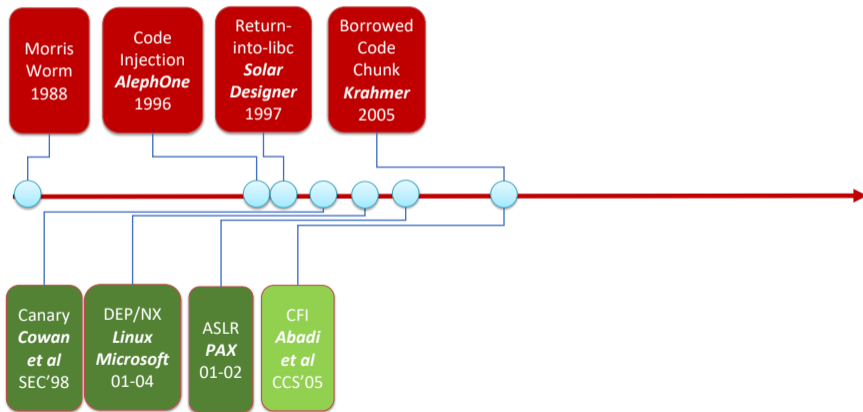 Morris
Worm
1988
Code
Injection
AlephOne
1996
Return-
into-libc
Solar
Designer
1997
Borrowed
Code
Chunk
Krahmer
2005
Canary
Cowan
et al
SEC'98
DEP/NX
Linux
Microsoft
01-04
ASLR
PAX
01-02
CFI
Abadi
et al
CCS'05